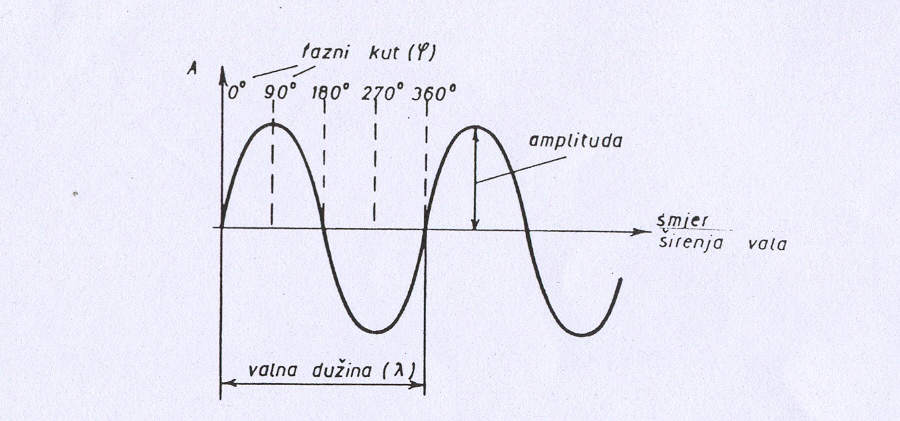 fazni kut (φ)
A
0° 90° 180° 270° 360°
amplituda
smjer
širenja vala
valna dužina (λ)